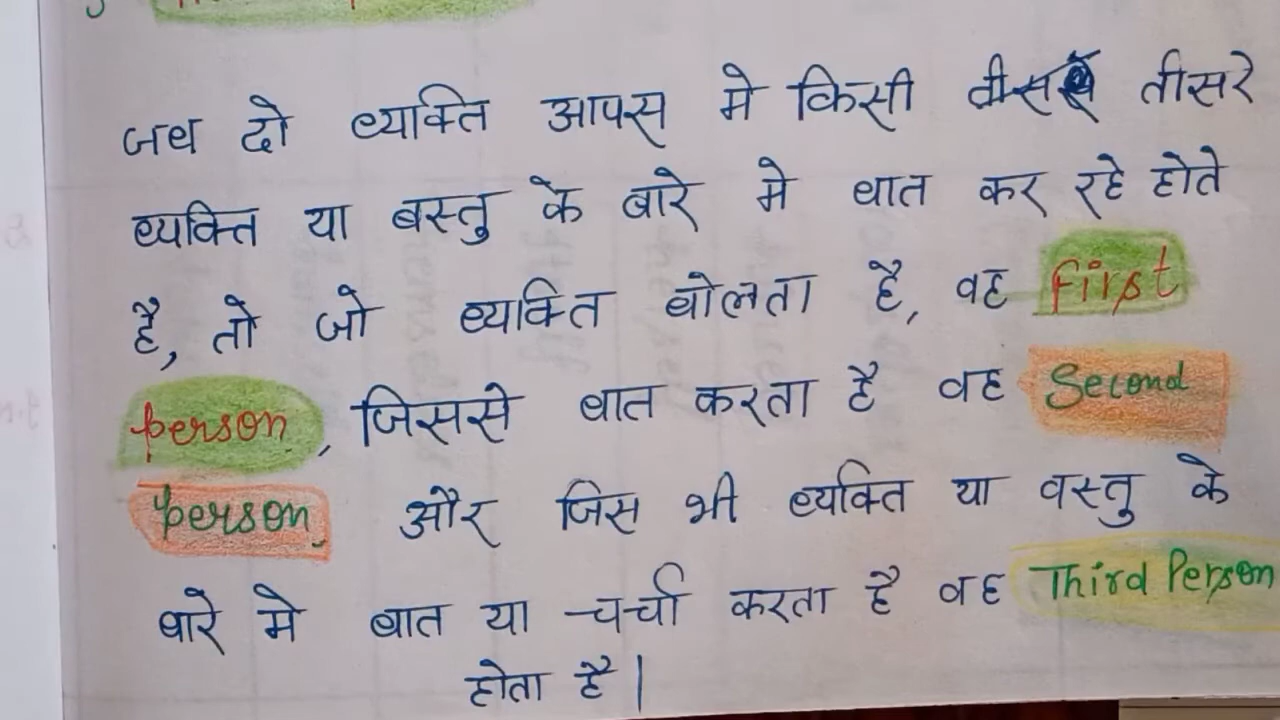 जब दो व्यक्ति आपस मे किसी तीसरे
व्यक्ति या बस्तु के बारे मे बात कर रहे होते
है, तो जो व्यक्ति बोलता है, वह First
person, जिससे बात करता है वह Second
person, और जिस भी व्यक्ति या वस्तु के
बारे मे बात या चर्चा करता है वह Third Person
होता है|